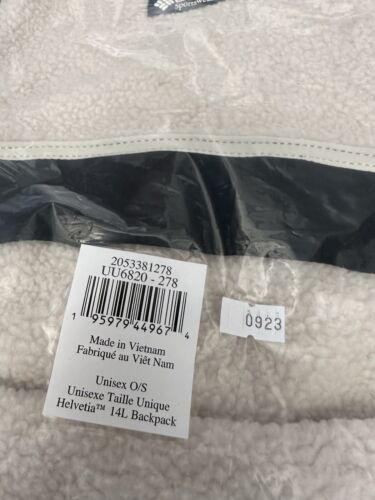 Sportswear
2053381278
UU6820 - 278
1 95979 44967 4
Made in Vietnam
Fabriqué au Viêt Nam
Unisex O/S
Unisexe Taille Unique
Helvetia™ 14L Backpack
0923